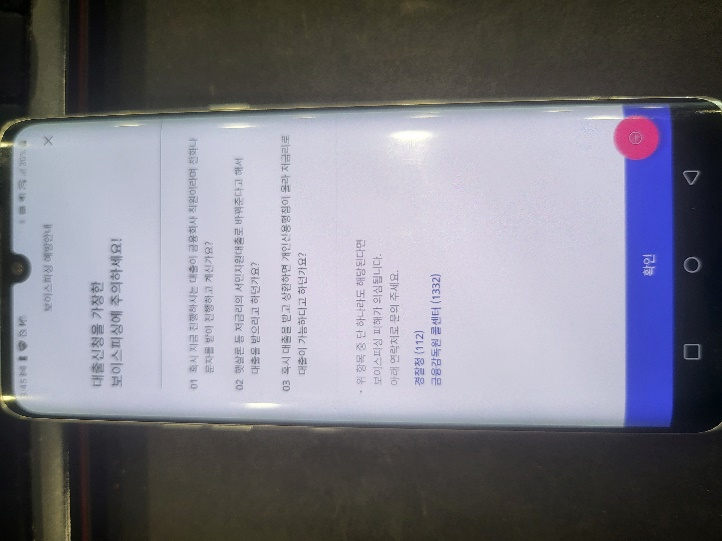 보이스피싱 예방안내
대출신청을 가장한
보이스피싱에 주의하세요!
01 혹시 지금 진행하시는 대출이 금융회사 직원이라며 전화나
문자를 받아 진행하고 계신가요?
02 햇살론 등 저금리의 서민지원대출로 바꿔준다고 해서
대출을 받으라고 하던가요?
03 혹시 대출을 받고 상환하면 개인신용평점이 올라 저금리로
대출이 가능하다고 하던가요?
· 위 항목 중 단 하나라도 해당된다면
보이스피싱 피해가 의심됩니다.
아래 연락처로 문의 주세요.
경찰청 (112)
금융감독원 콜센터 (1332)
확인